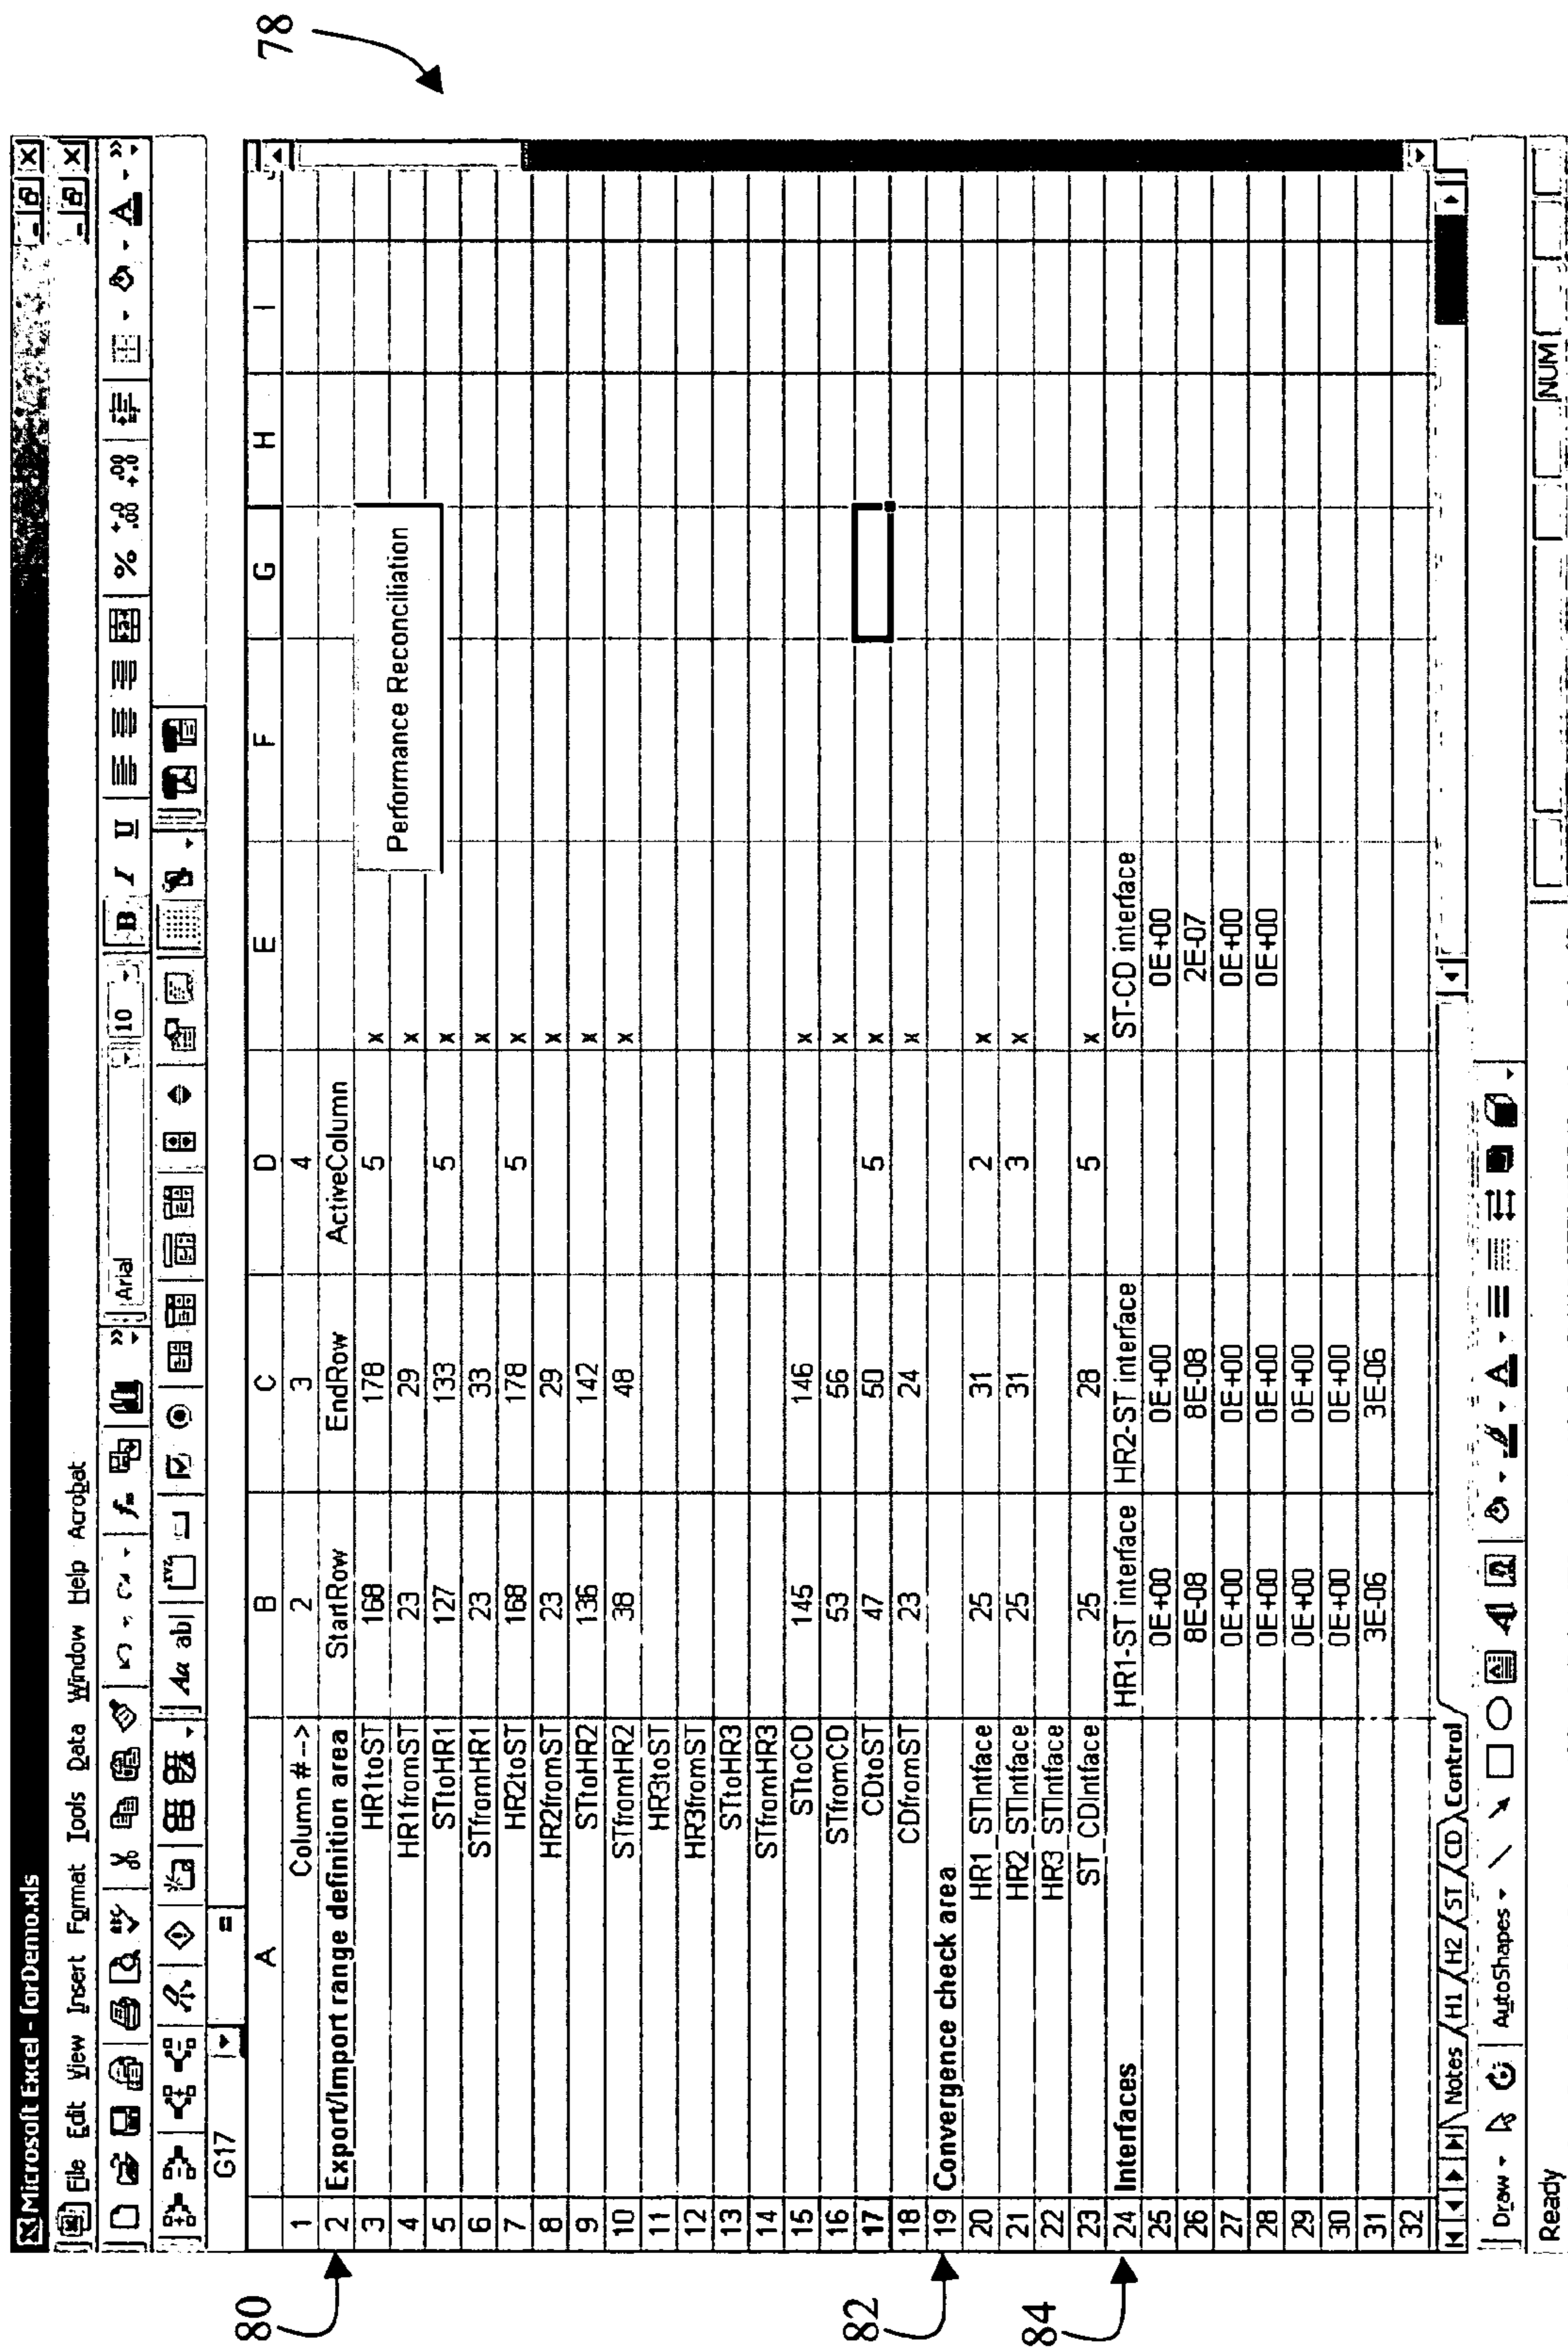 78
Microsoft Excel - forDemo.xls
File Edit View Insert Format Tools Data Window Help Acrobat
Arial 10 B I U %
Aa ab| XYZ
G17 =
A B C D E F G H I
1 Column #--> 2 3 4
2 Export/Import range definition area StartRow EndRow ActiveColumn
3 HR1toST 168 178 5 x
4 HR1fromST 23 29 x
Performance Reconciliation
5 STtoHR1 127 133 5 x
6 STfromHR1 23 33 x
7 HR2toST 168 178 5 x
8 HR2fromST 23 29 x
9 STtoHR2 136 142 x
10 STfromHR2 38 48 x
11 HR3toST
12 HR3fromST
13 STtoHR3
14 STfromHR3
15 STtoCD 145 146 x
16 STfromCD 53 56 x
17 CDtoST 47 50 5 x
18 CDfromST 23 24 x
19 Convergence check area
20 HR1_STIntface 25 31 2 x
21 HR2_STIntface 25 31 3 x
22 HR3_STIntface
23 ST_CDIntface 25 28 5 x
24 Interfaces HR1-ST interface HR2-ST interface ST-CD interface
25 0E+00 0E+00 0E+00
26 8E-08 8E-08 2E-07
27 0E+00 0E+00 0E+00
28 0E+00 0E+00 0E+00
29 0E+00 0E+00
30 0E+00 0E+00
31 3E-06 3E-06
32
Notes H1 H2 ST CD Control
Draw AutoShapes
Ready NUM
80
82
84